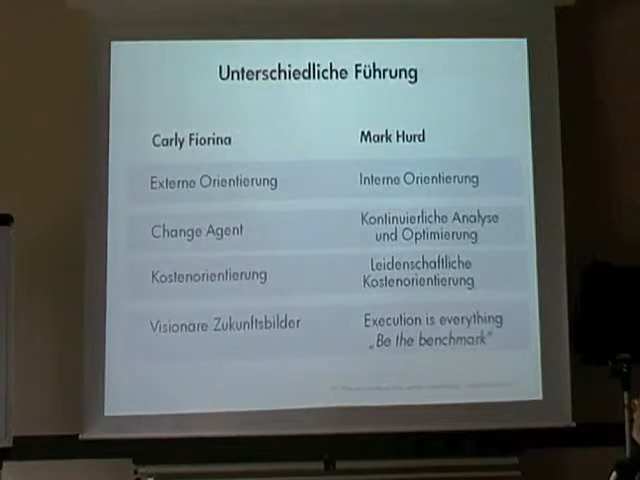 Unterschiedliche Führung
Carly Fiorina Mark Hurd
Externe Orientierung Interne Orientierung
Change Agent Kontinuierliche Analyse
und Optimierung
Kostenorientierung Leidenschaftliche
Kostenorientierung
Visionäre Zukunftsbilder Execution is everything
„Be the benchmark"